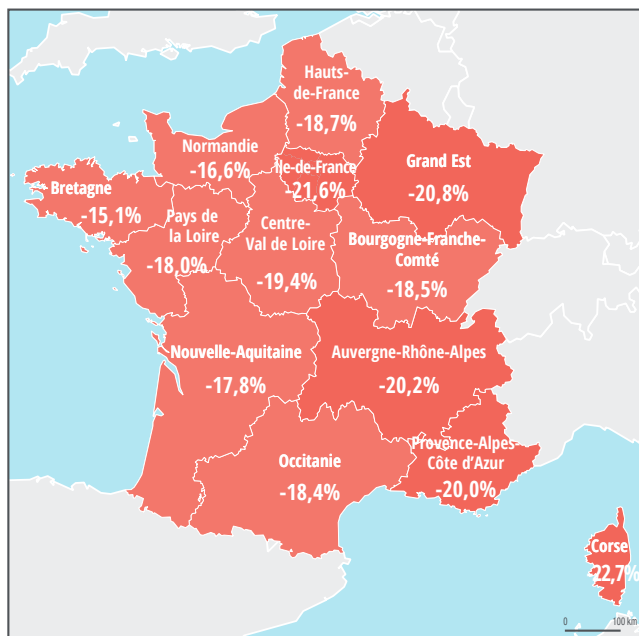 Hauts-
de-France
-18,7%
Normandie
-16,6%
Île-de-France
-21,6%
Grand Est
-20,8%
Bretagne
-15,1%
Pays de
la Loire
-18,0%
Centre-
Val de Loire
-19,4%
Bourgogne-Franche-
Comté
-18,5%
Nouvelle-Aquitaine
-17,8%
Auvergne-Rhône-Alpes
-20,2%
Provence-Alpes-
Côte d'Azur
-20,0%
Occitanie
-18,4%
Corse
-22,7%
0 100 km